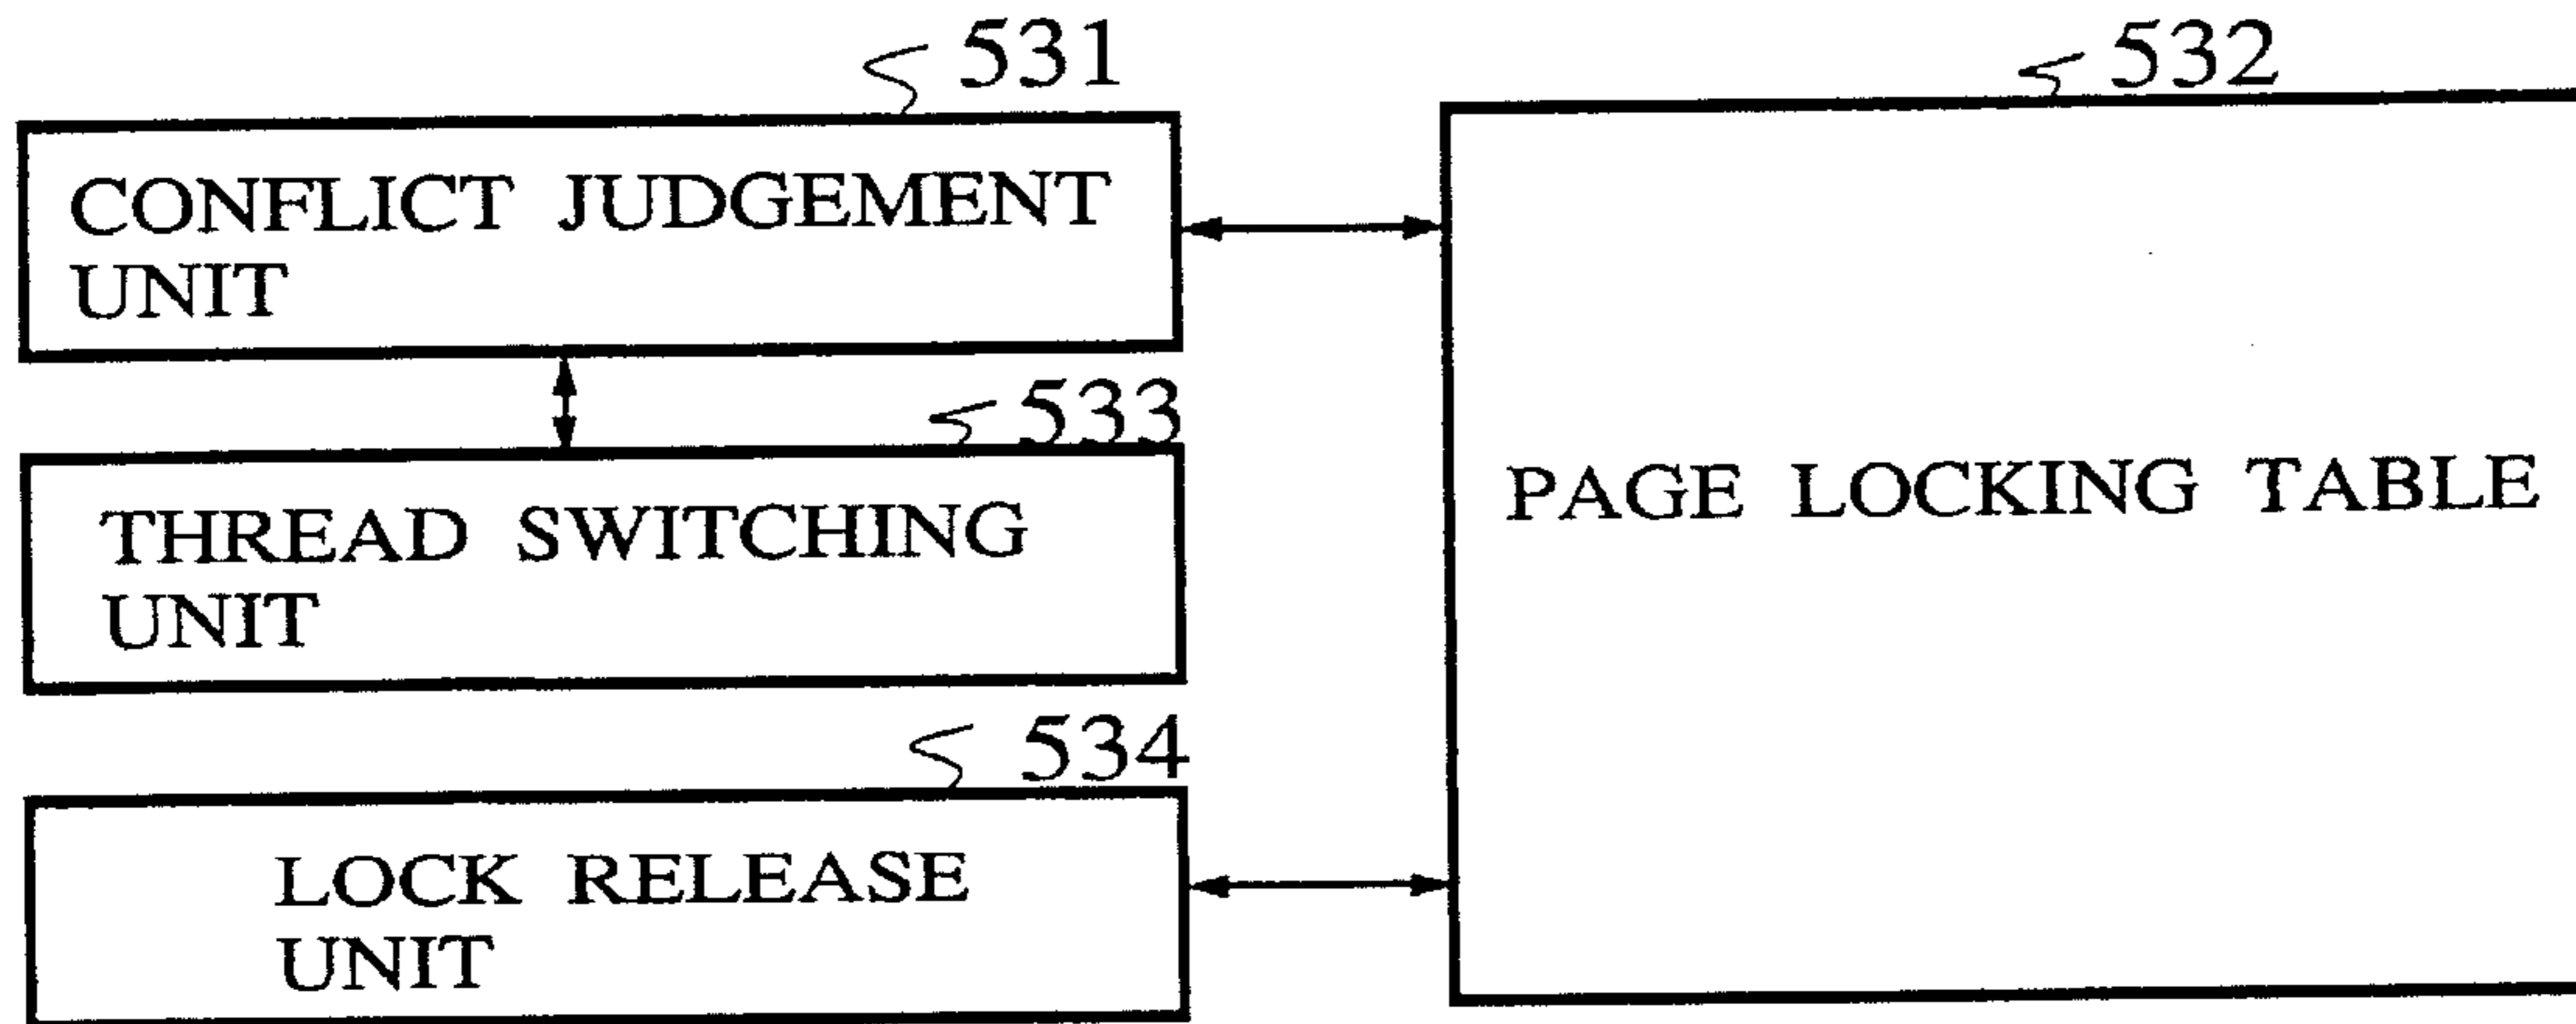 531
532
CONFLICT JUDGEMENT
UNIT
533
THREAD SWITCHING
UNIT
PAGE LOCKING TABLE
534
LOCK RELEASE
UNIT